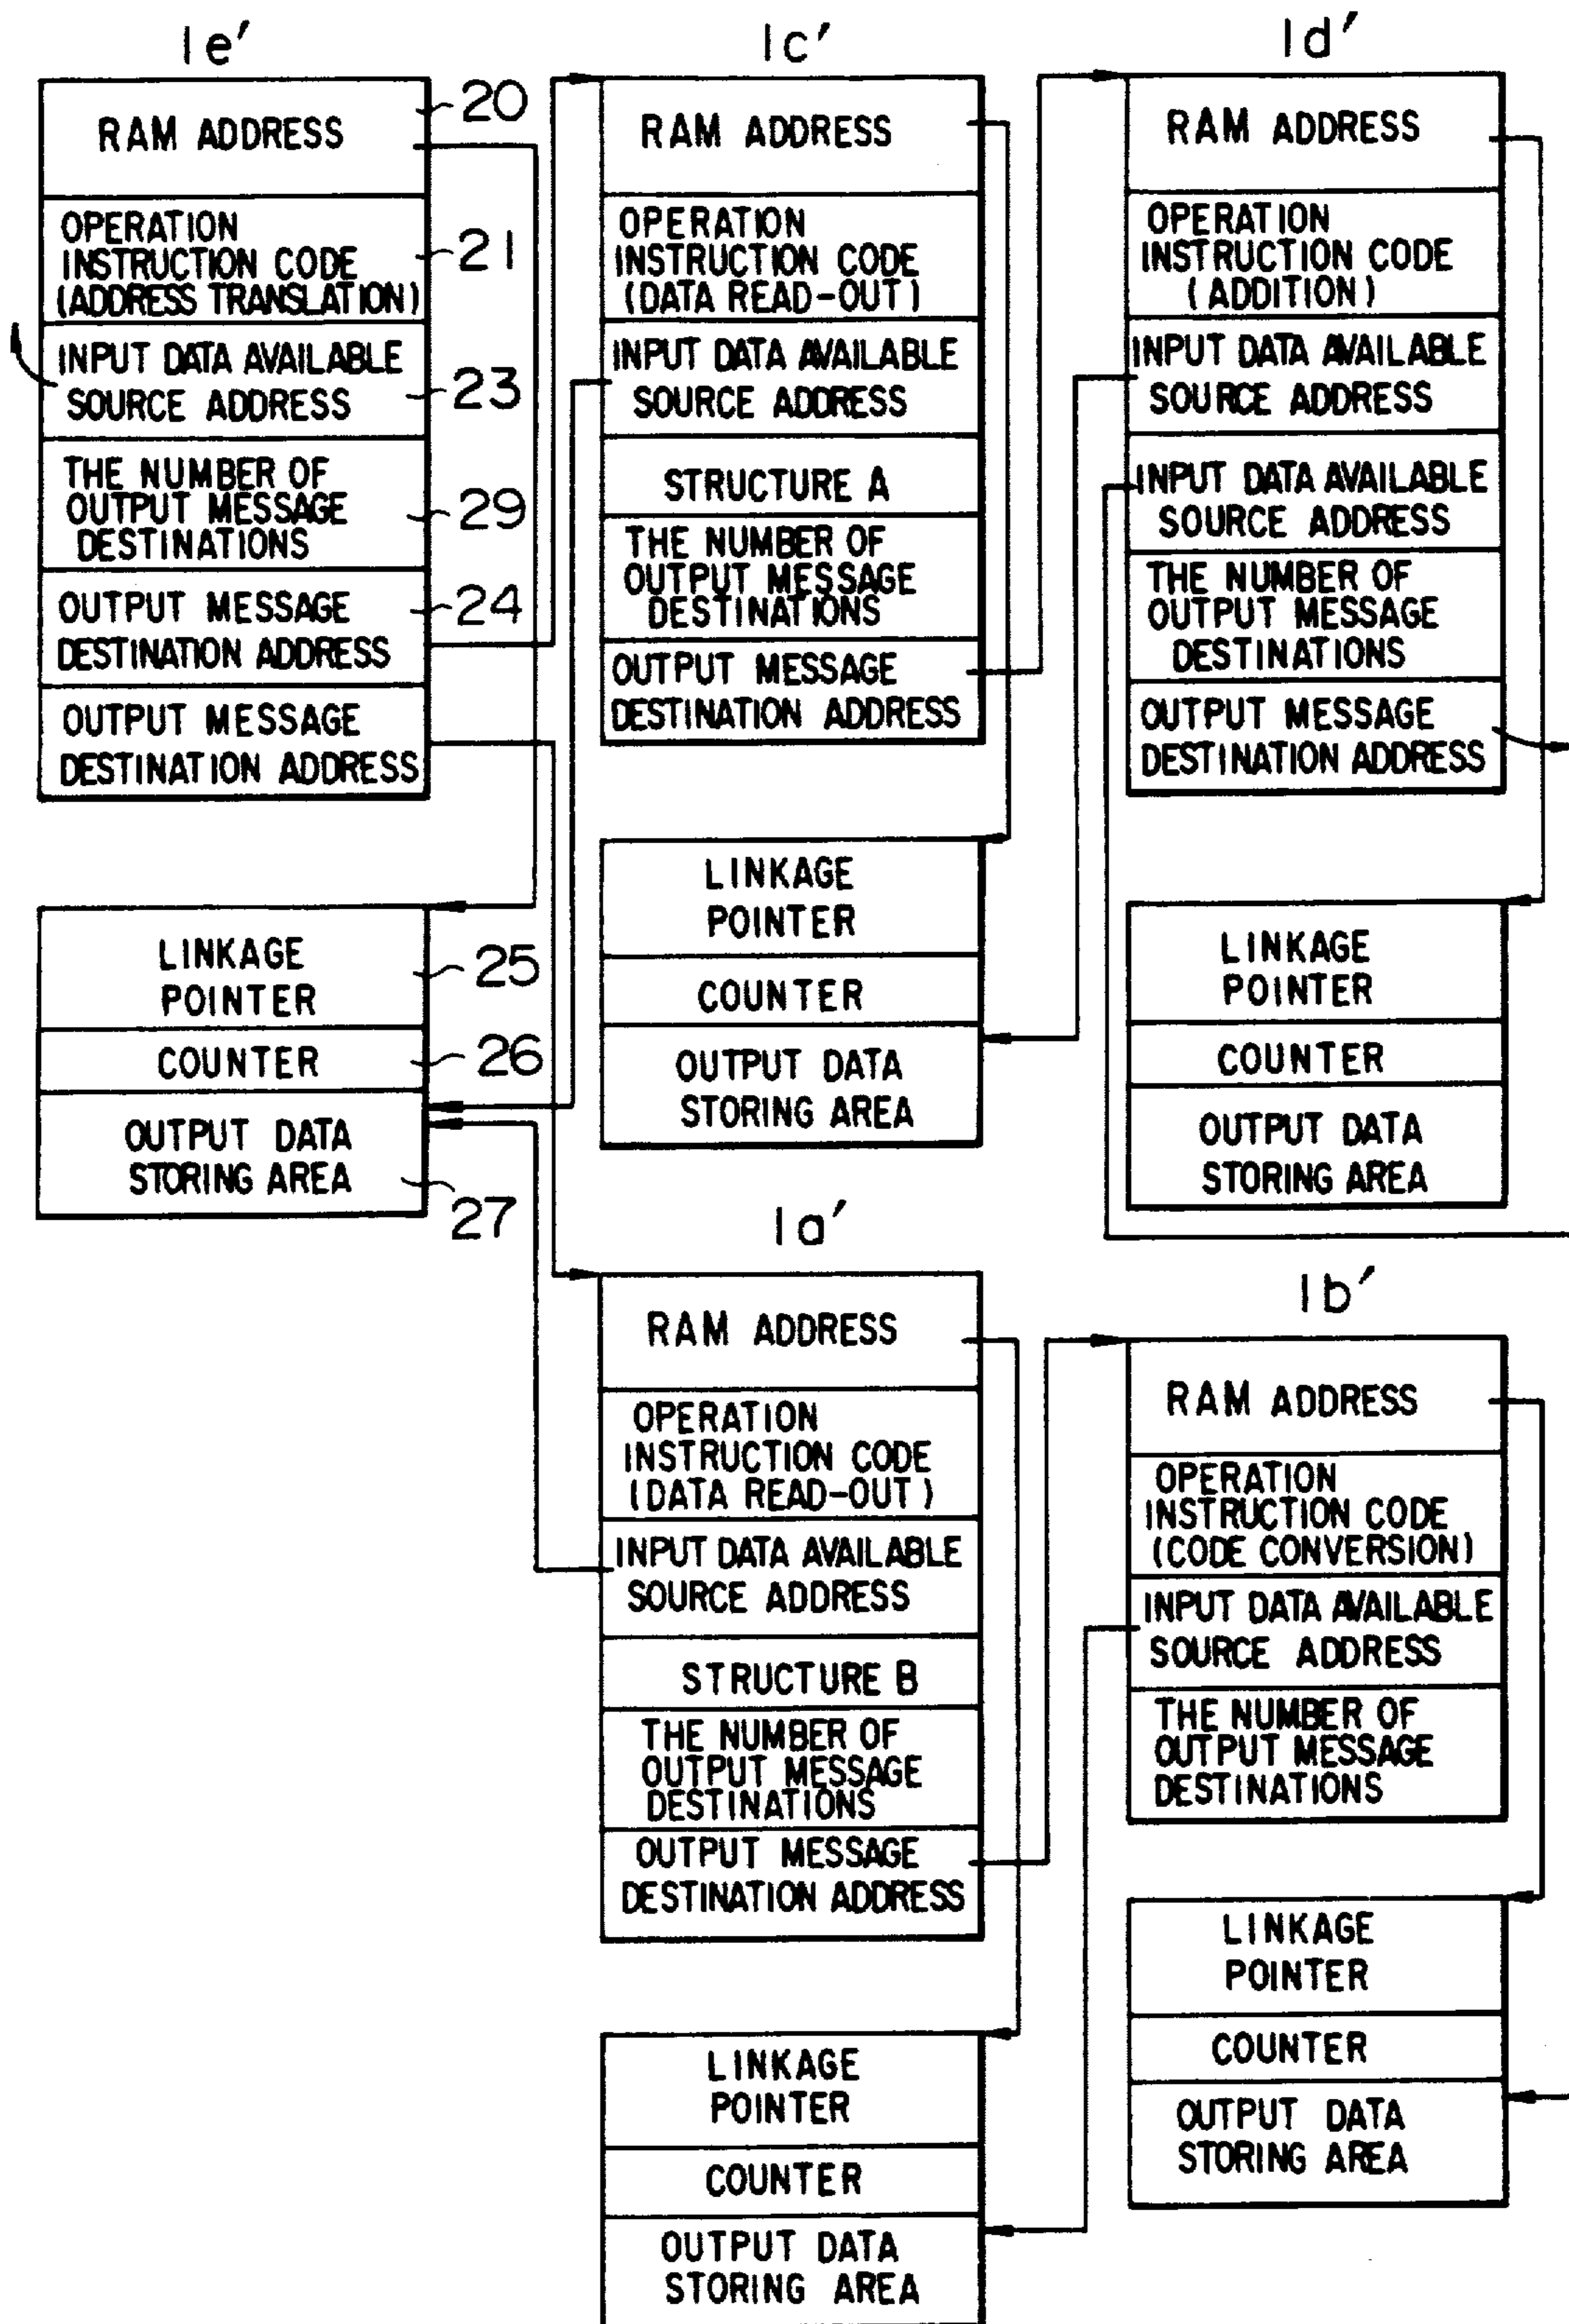 1e'
RAM ADDRESS
20
OPERATION
INSTRUCTION CODE
(ADDRESS TRANSLATION)
21
INPUT DATA AVAILABLE
SOURCE ADDRESS
23
THE NUMBER OF
OUTPUT MESSAGE
DESTINATIONS
29
OUTPUT MESSAGE
DESTINATION ADDRESS
24
OUTPUT MESSAGE
DESTINATION ADDRESS
LINKAGE
POINTER
25
COUNTER
26
OUTPUT DATA
STORING AREA
27
1c'
RAM ADDRESS
OPERATION
INSTRUCTION CODE
(DATA READ-OUT)
INPUT DATA AVAILABLE
SOURCE ADDRESS
STRUCTURE A
THE NUMBER OF
OUTPUT MESSAGE
DESTINATIONS
OUTPUT MESSAGE
DESTINATION ADDRESS
LINKAGE
POINTER
COUNTER
OUTPUT DATA
STORING AREA
1d'
RAM ADDRESS
OPERATION
INSTRUCTION CODE
(ADDITION)
INPUT DATA AVAILABLE
SOURCE ADDRESS
INPUT DATA AVAILABLE
SOURCE ADDRESS
THE NUMBER OF
OUTPUT MESSAGE
DESTINATIONS
OUTPUT MESSAGE
DESTINATION ADDRESS
LINKAGE
POINTER
COUNTER
OUTPUT DATA
STORING AREA
1a'
RAM ADDRESS
OPERATION
INSTRUCTION CODE
(DATA READ-OUT)
INPUT DATA AVAILABLE
SOURCE ADDRESS
STRUCTURE B
THE NUMBER OF
OUTPUT MESSAGE
DESTINATIONS
OUTPUT MESSAGE
DESTINATION ADDRESS
LINKAGE
POINTER
COUNTER
OUTPUT DATA
STORING AREA
1b'
RAM ADDRESS
OPERATION
INSTRUCTION CODE
(CODE CONVERSION)
INPUT DATA AVAILABLE
SOURCE ADDRESS
THE NUMBER OF
OUTPUT MESSAGE
DESTINATIONS
LINKAGE
POINTER
COUNTER
OUTPUT DATA
STORING AREA